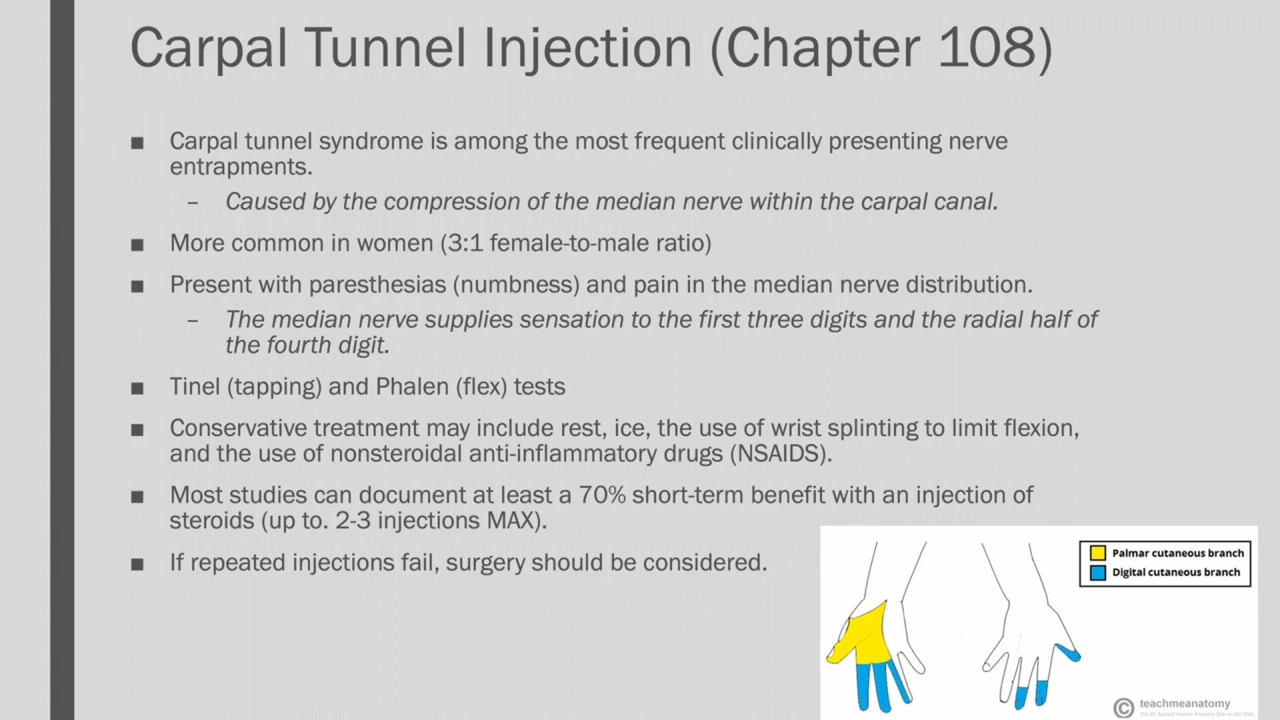 Carpal Tunnel Injection (Chapter 108)
■ Carpal tunnel syndrome is among the most frequent clinically presenting nerve
entrapments.
– Caused by the compression of the median nerve within the carpal canal.
■ More common in women (3:1 female-to-male ratio)
■ Present with paresthesias (numbness) and pain in the median nerve distribution.
– The median nerve supplies sensation to the first three digits and the radial half of
the fourth digit.
■ Tinel (tapping) and Phalen (flex) tests
■ Conservative treatment may include rest, ice, the use of wrist splinting to limit flexion,
and the use of nonsteroidal anti-inflammatory drugs (NSAIDS).
■ Most studies can document at least a 70% short-term benefit with an injection of
steroids (up to. 2-3 injections MAX).
■ If repeated injections fail, surgery should be considered.
Palmar cutaneous branch
Digital cutaneous branch
© teachmeanatomy